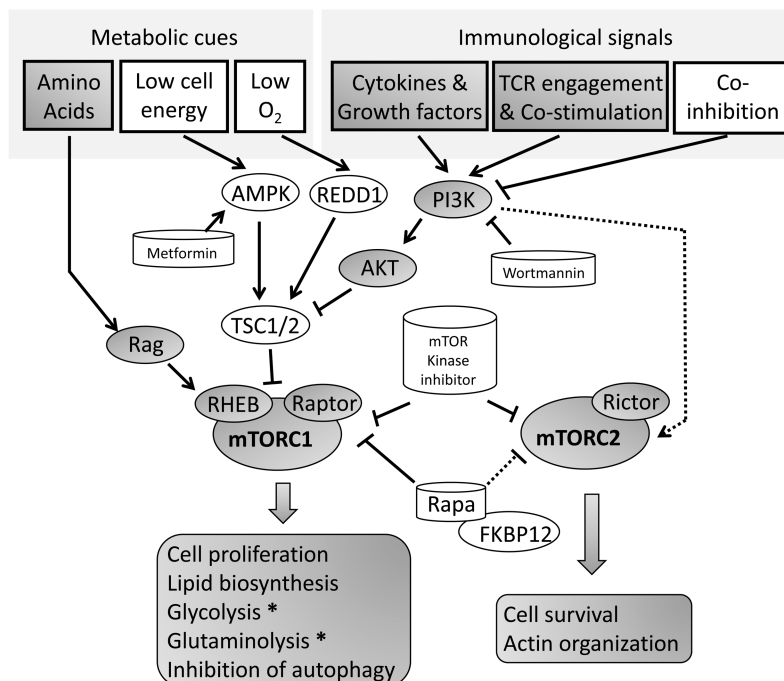 Metabolic cues
Immunological signals
Amino
Acids
Low cell
energy
Low
O₂
Cytokines &
Growth factors
TCR engagement
& Co-stimulation
Co-
inhibition
AMPK
REDD1
PI3K
Metformin
AKT
Wortmannin
TSC1/2
mTOR
Kinase
inhibitor
Rag
RHEB
Raptor
mTORC1
Rictor
mTORC2
Rapa
FKBP12
Cell proliferation
Lipid biosynthesis
Glycolysis *
Glutaminolysis *
Inhibition of autophagy
Cell survival
Actin organization